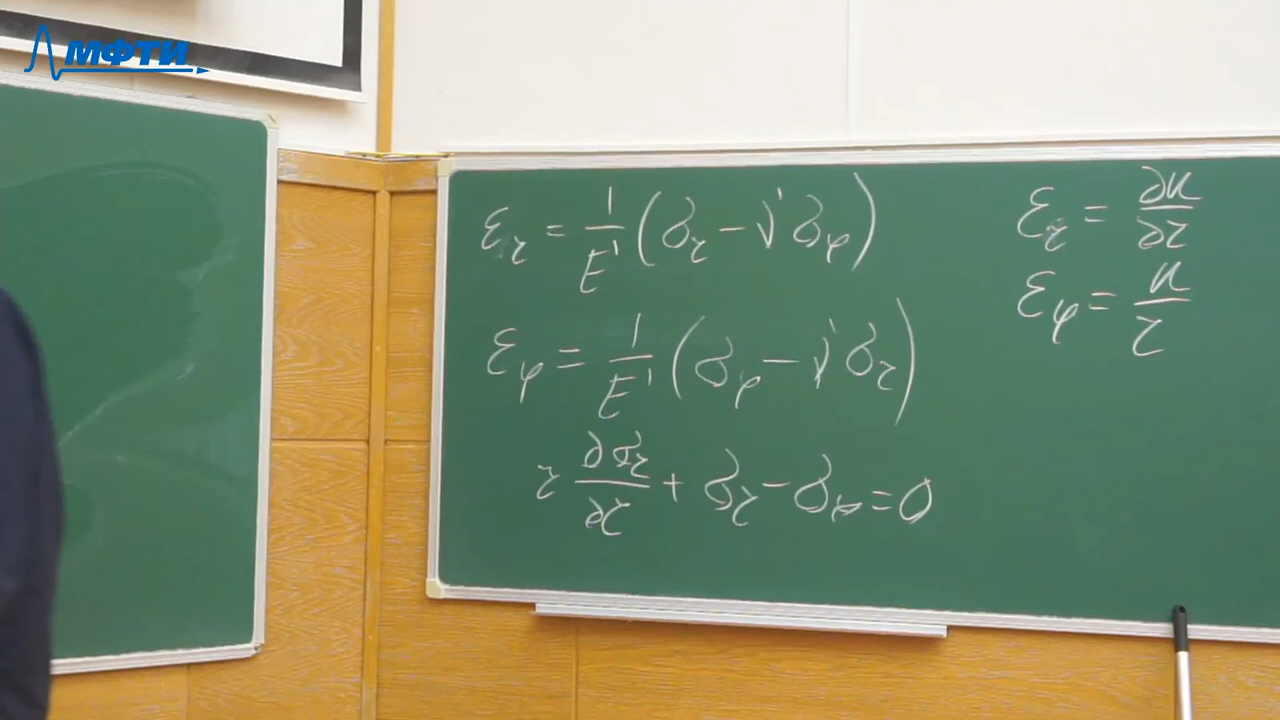 МФТИ
ε_r = 1/E' (σ_r − ν' σ_φ)
ε_φ = 1/E' (σ_φ − ν' σ_r)
r ∂σ_r/∂r + σ_r − σ_φ = 0
ε_r = ∂u/∂r
ε_φ = u/r